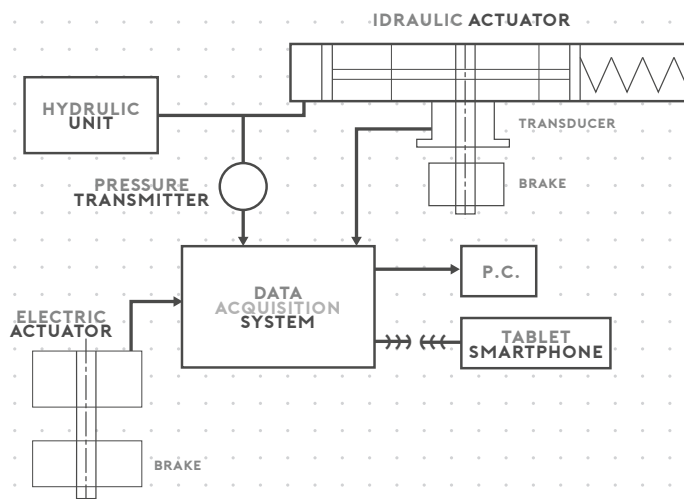 IDRAULIC ACTUATOR
HYDRULIC
UNIT
TRANSDUCER
PRESSURE
TRANSMITTER
BRAKE
DATA
ACQUISITION
SYSTEM
P.C.
ELECTRIC
ACTUATOR
TABLET
SMARTPHONE
BRAKE